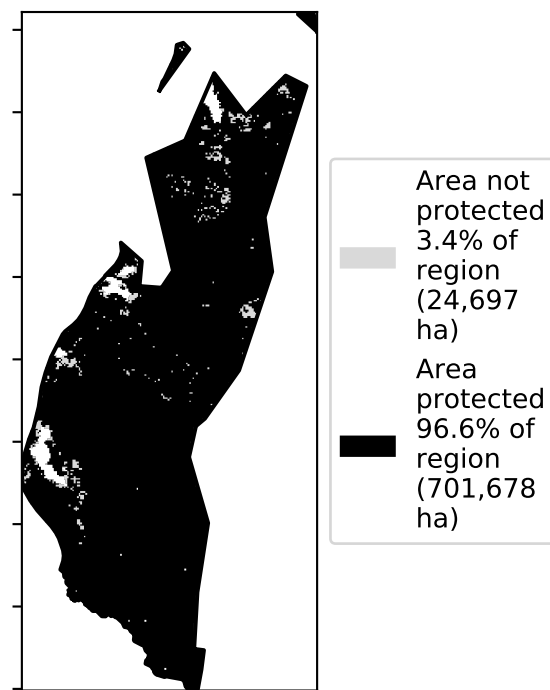 Area not
protected
3.4% of
region
(24,697
ha)
Area
protected
96.6% of
region
(701,678
ha)